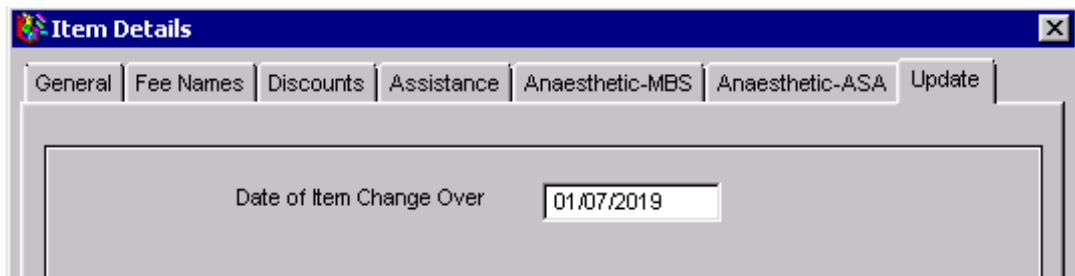 Item Details
General Fee Names Discounts Assistance Anaesthetic-MBS Anaesthetic-ASA Update
Date of Item Change Over 01/07/2019